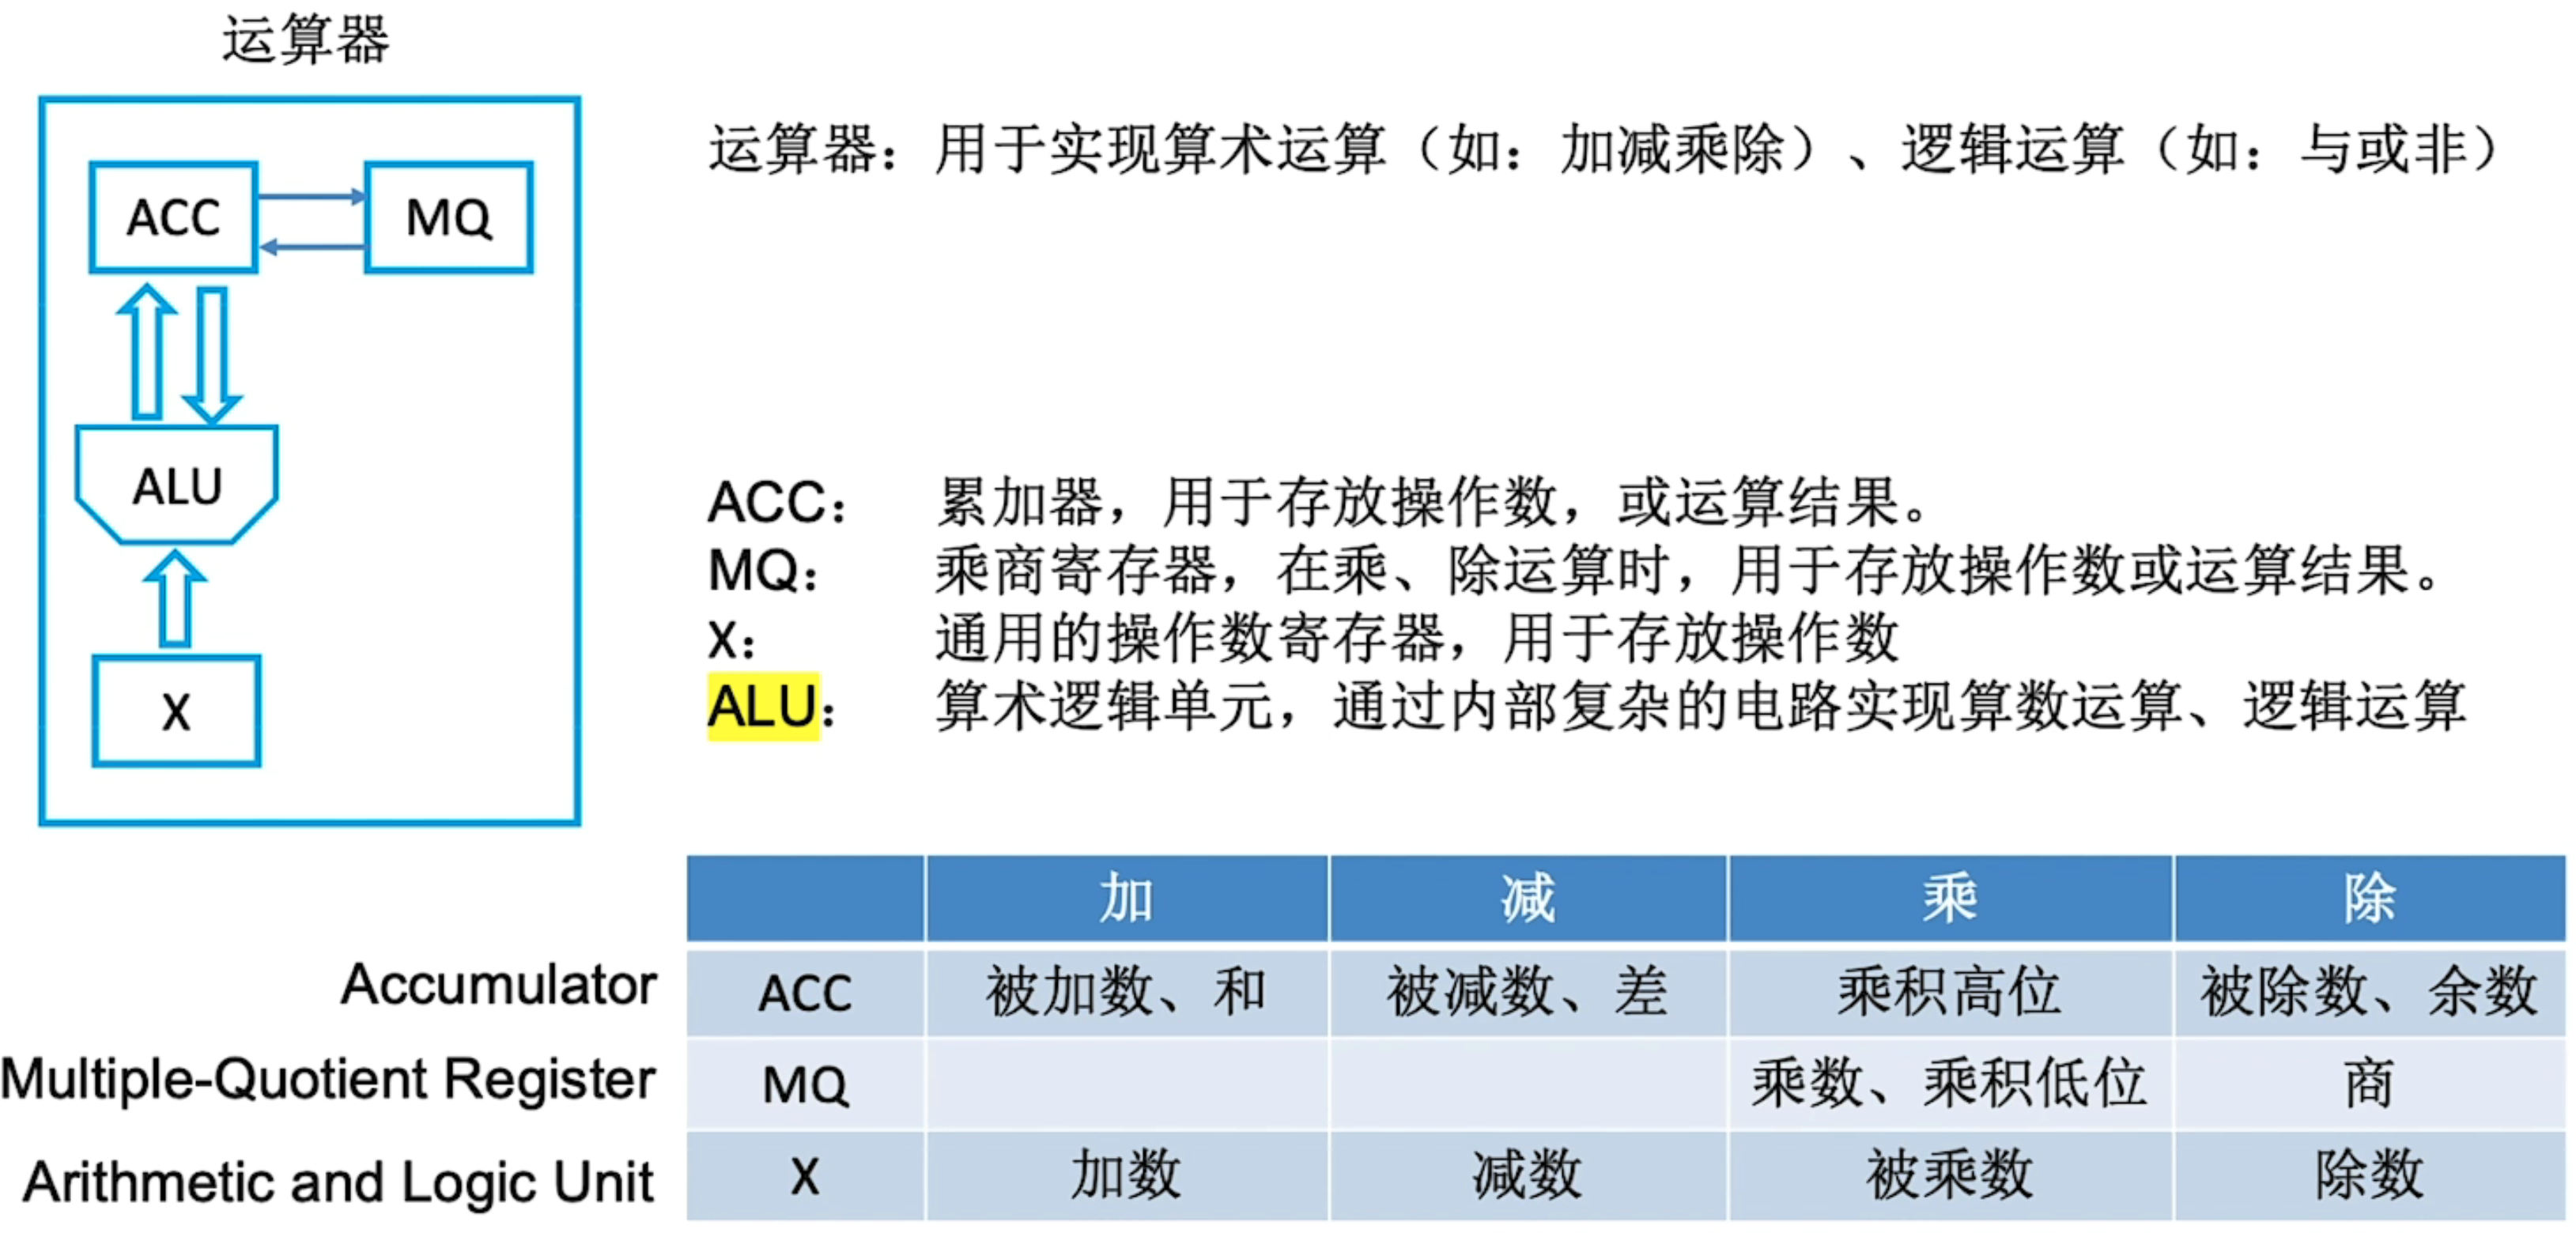 运算器
ACC
MQ
ALU
X
运算器：用于实现算术运算（如：加减乘除）、逻辑运算（如：与或非）
ACC： 累加器，用于存放操作数，或运算结果。
MQ： 乘商寄存器，在乘、除运算时，用于存放操作数或运算结果。
X： 通用的操作数寄存器，用于存放操作数
ALU： 算术逻辑单元，通过内部复杂的电路实现算数运算、逻辑运算
加 减 乘 除
Accumulator ACC 被加数、和 被减数、差 乘积高位 被除数、余数
Multiple-Quotient Register MQ 乘数、乘积低位 商
Arithmetic and Logic Unit X 加数 减数 被乘数 除数